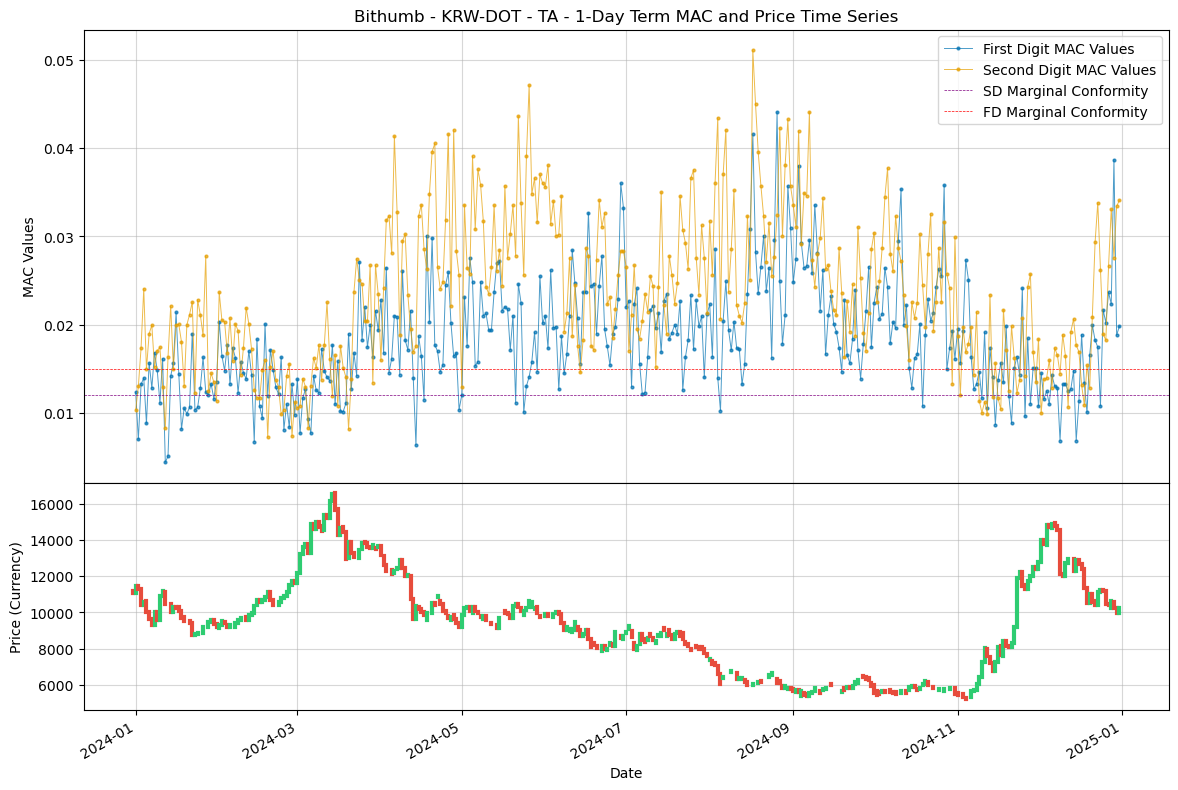 Bithumb - KRW-DOT - TA - 1-Day Term MAC and Price Time Series
First Digit MAC Values
Second Digit MAC Values
SD Marginal Conformity
FD Marginal Conformity
MAC Values
0.05
0.04
0.03
0.02
0.01
Price (Currency)
16000
14000
12000
10000
8000
6000
2024-01
2024-03
2024-05
2024-07
2024-09
2024-11
2025-01
Date